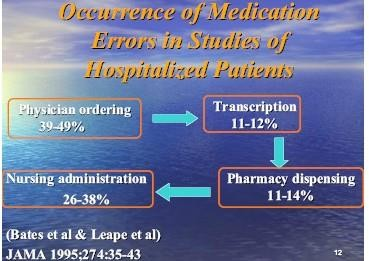 Occurrence of Medication
Errors in Studies of
Hospitalized Patients
Physician ordering
39-49%
Transcription
11-12%
Nursing administration
26-38%
Pharmacy dispensing
11-14%
(Bates et al & Leape et al)
JAMA 1995;274:35-43
12